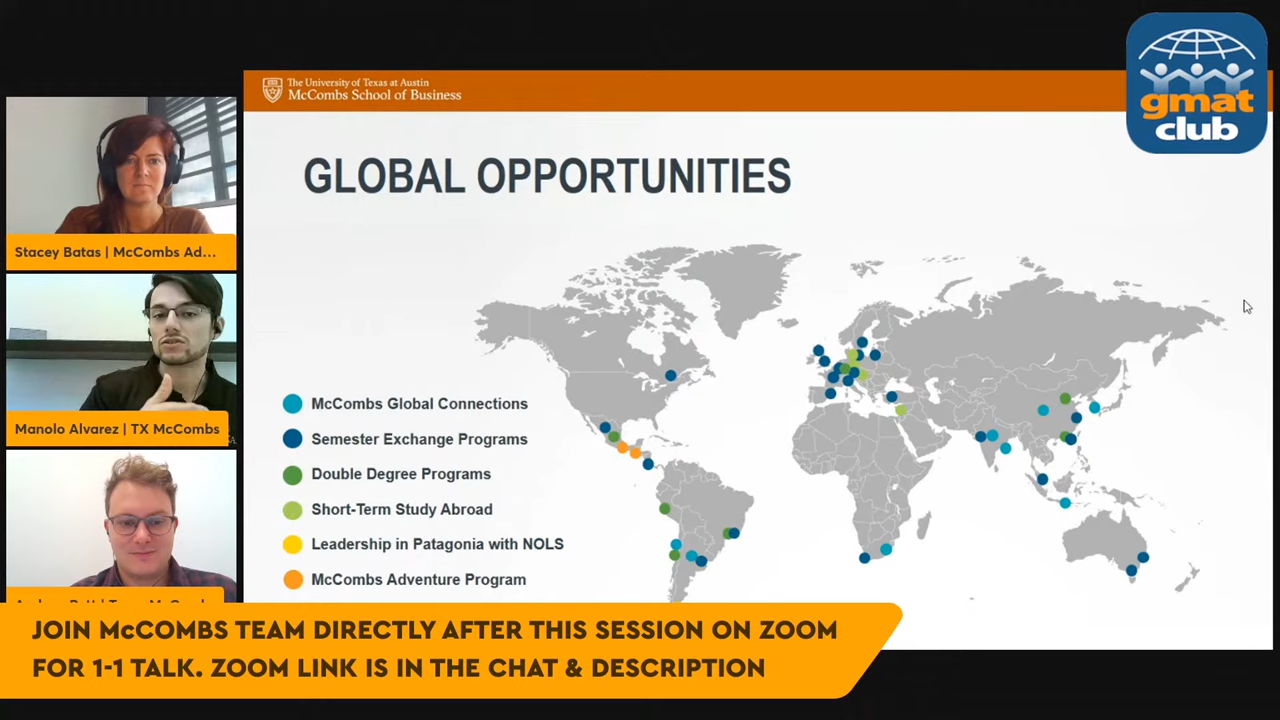 The University of Texas at Austin
McCombs School of Business
gmat
club
GLOBAL OPPORTUNITIES
Stacey Batas | McCombs Ad...
Manolo Alvarez | TX McCombs
McCombs Global Connections
Semester Exchange Programs
Double Degree Programs
Short-Term Study Abroad
Leadership in Patagonia with NOLS
McCombs Adventure Program
JOIN McCOMBS TEAM DIRECTLY AFTER THIS SESSION ON ZOOM
FOR 1-1 TALK. ZOOM LINK IS IN THE CHAT & DESCRIPTION